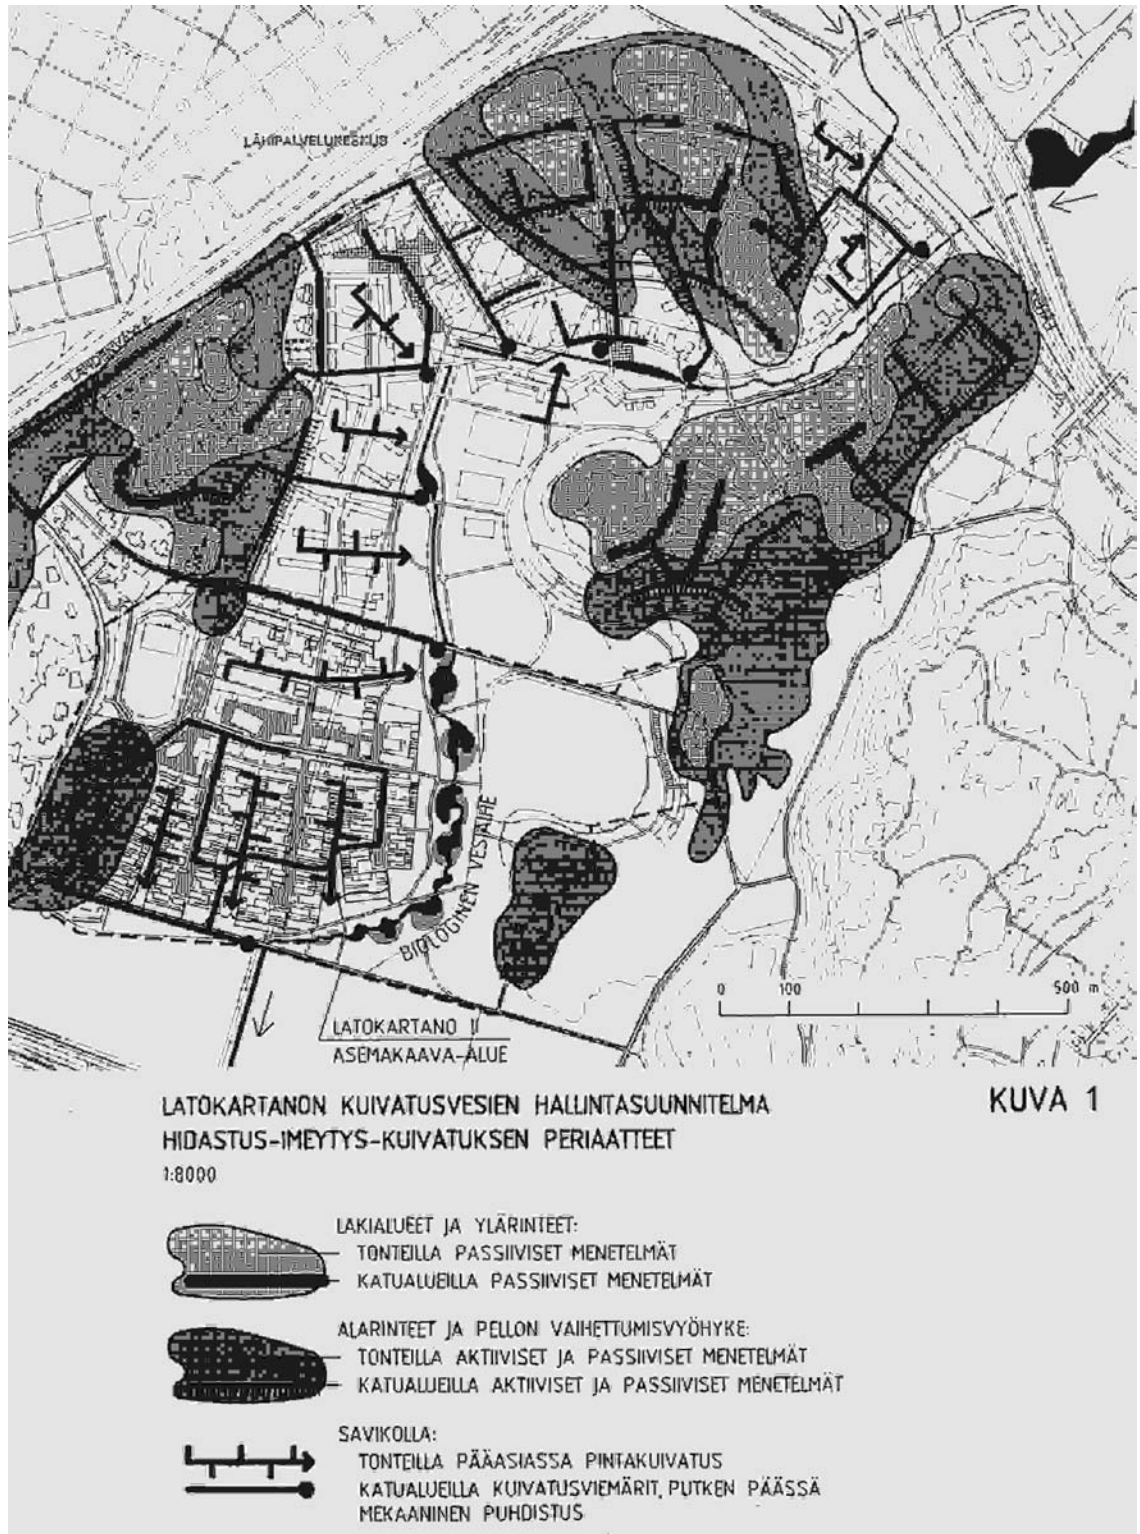 LÄHIPALVELUKESKUS
BIOLOGINEN VESIAIHE
0 100 500 m
LATOKARTANO II
ASEMAKAAVA-ALUE
LATOKARTANON KUIVATUSVESIEN HALLINTASUUNNITELMA
KUVA 1
HIDASTUS-IMEYTYS-KUIVATUKSEN PERIAATTEET
1:8000
LAKIALUEET JA YLÄRINTEET:
TONTEILLA PASSIIVISET MENETELMÄT
KATUALUEILLA PASSIIVISET MENETELMÄT
ALARINTEET JA PELLON VAIHETTUMISVYÖHYKE:
TONTEILLA AKTIIVISET JA PASSIIVISET MENETELMÄT
KATUALUEILLA AKTIIVISET JA PASSIIVISET MENETELMÄT
SAVIKOLLA:
TONTEILLA PÄÄASIASSA PINTAKUIVATUS
KATUALUEILLA KUIVATUSVIEMÄRIT, PUTKEN PÄÄSSÄ
MEKAANINEN PUHDISTUS